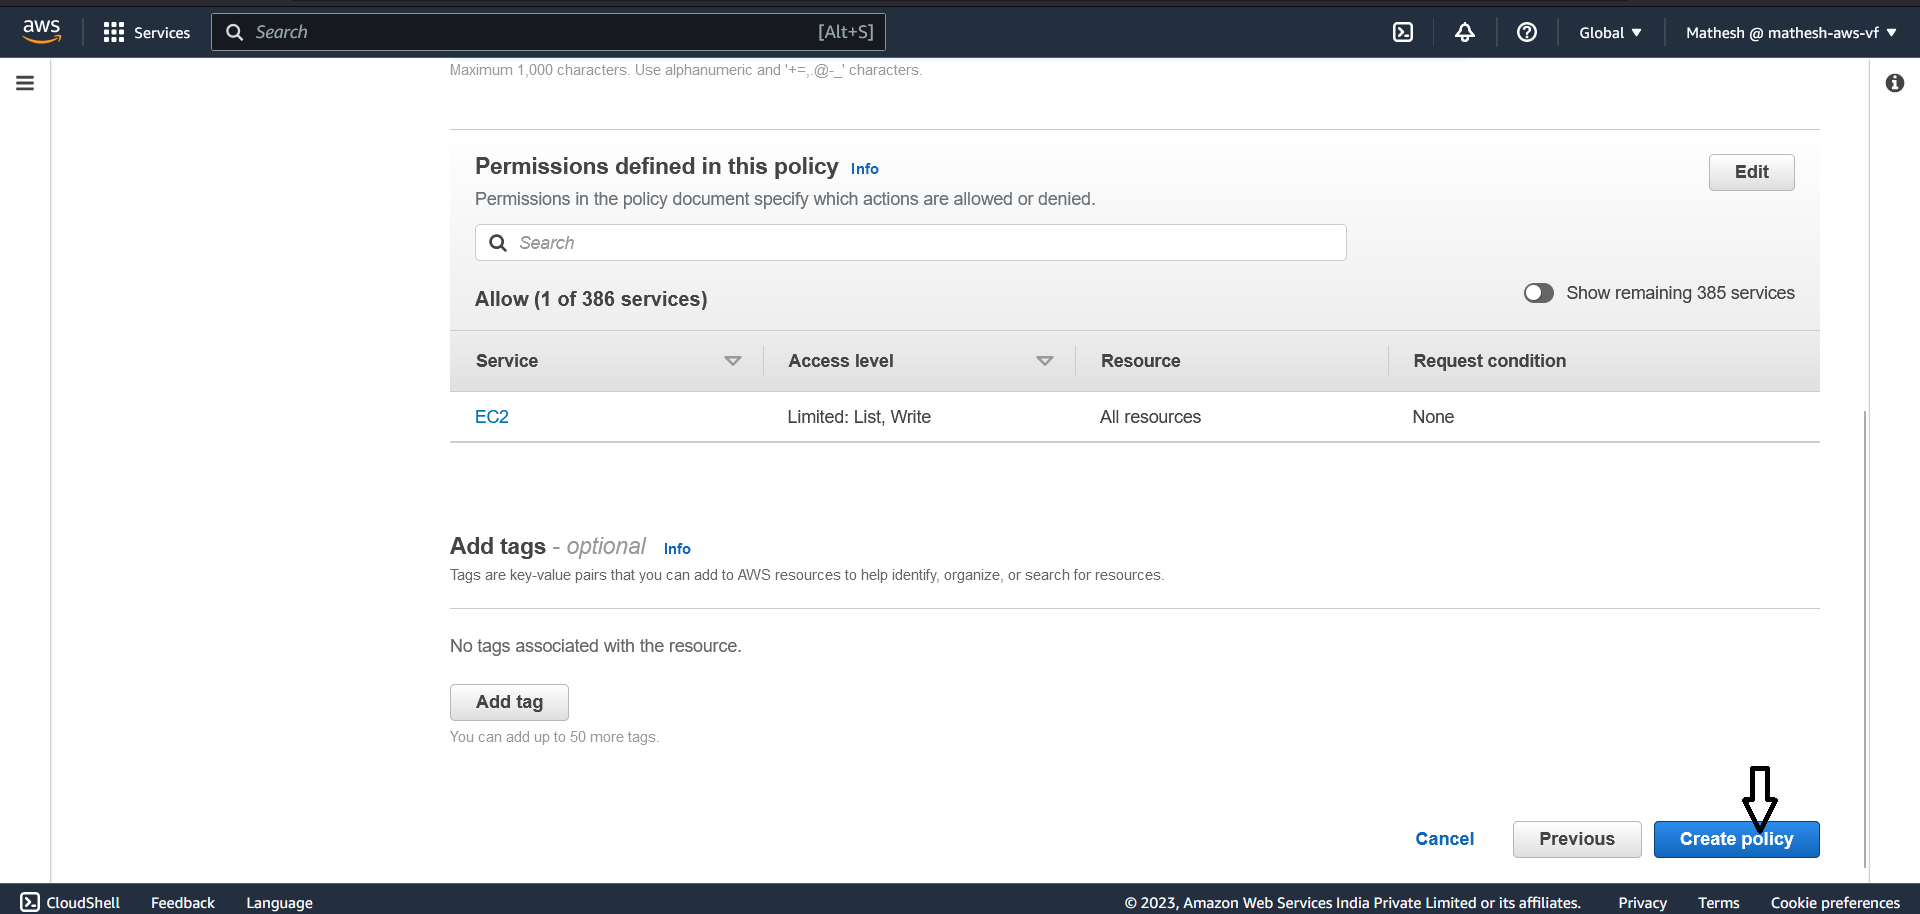 aws Services Search [Alt+S] Global Mathesh @ mathesh-aws-vf
Maximum 1,000 characters. Use alphanumeric and '+=,.@-_' characters.
Permissions defined in this policy Info Edit
Permissions in the policy document specify which actions are allowed or denied.
Search
Allow (1 of 386 services) Show remaining 385 services
Service Access level Resource Request condition
EC2 Limited: List, Write All resources None
Add tags - optional Info
Tags are key-value pairs that you can add to AWS resources to help identify, organize, or search for resources.
No tags associated with the resource.
Add tag
You can add up to 50 more tags.
Cancel Previous Create policy
CloudShell Feedback Language © 2023, Amazon Web Services India Private Limited or its affiliates. Privacy Terms Cookie preferences